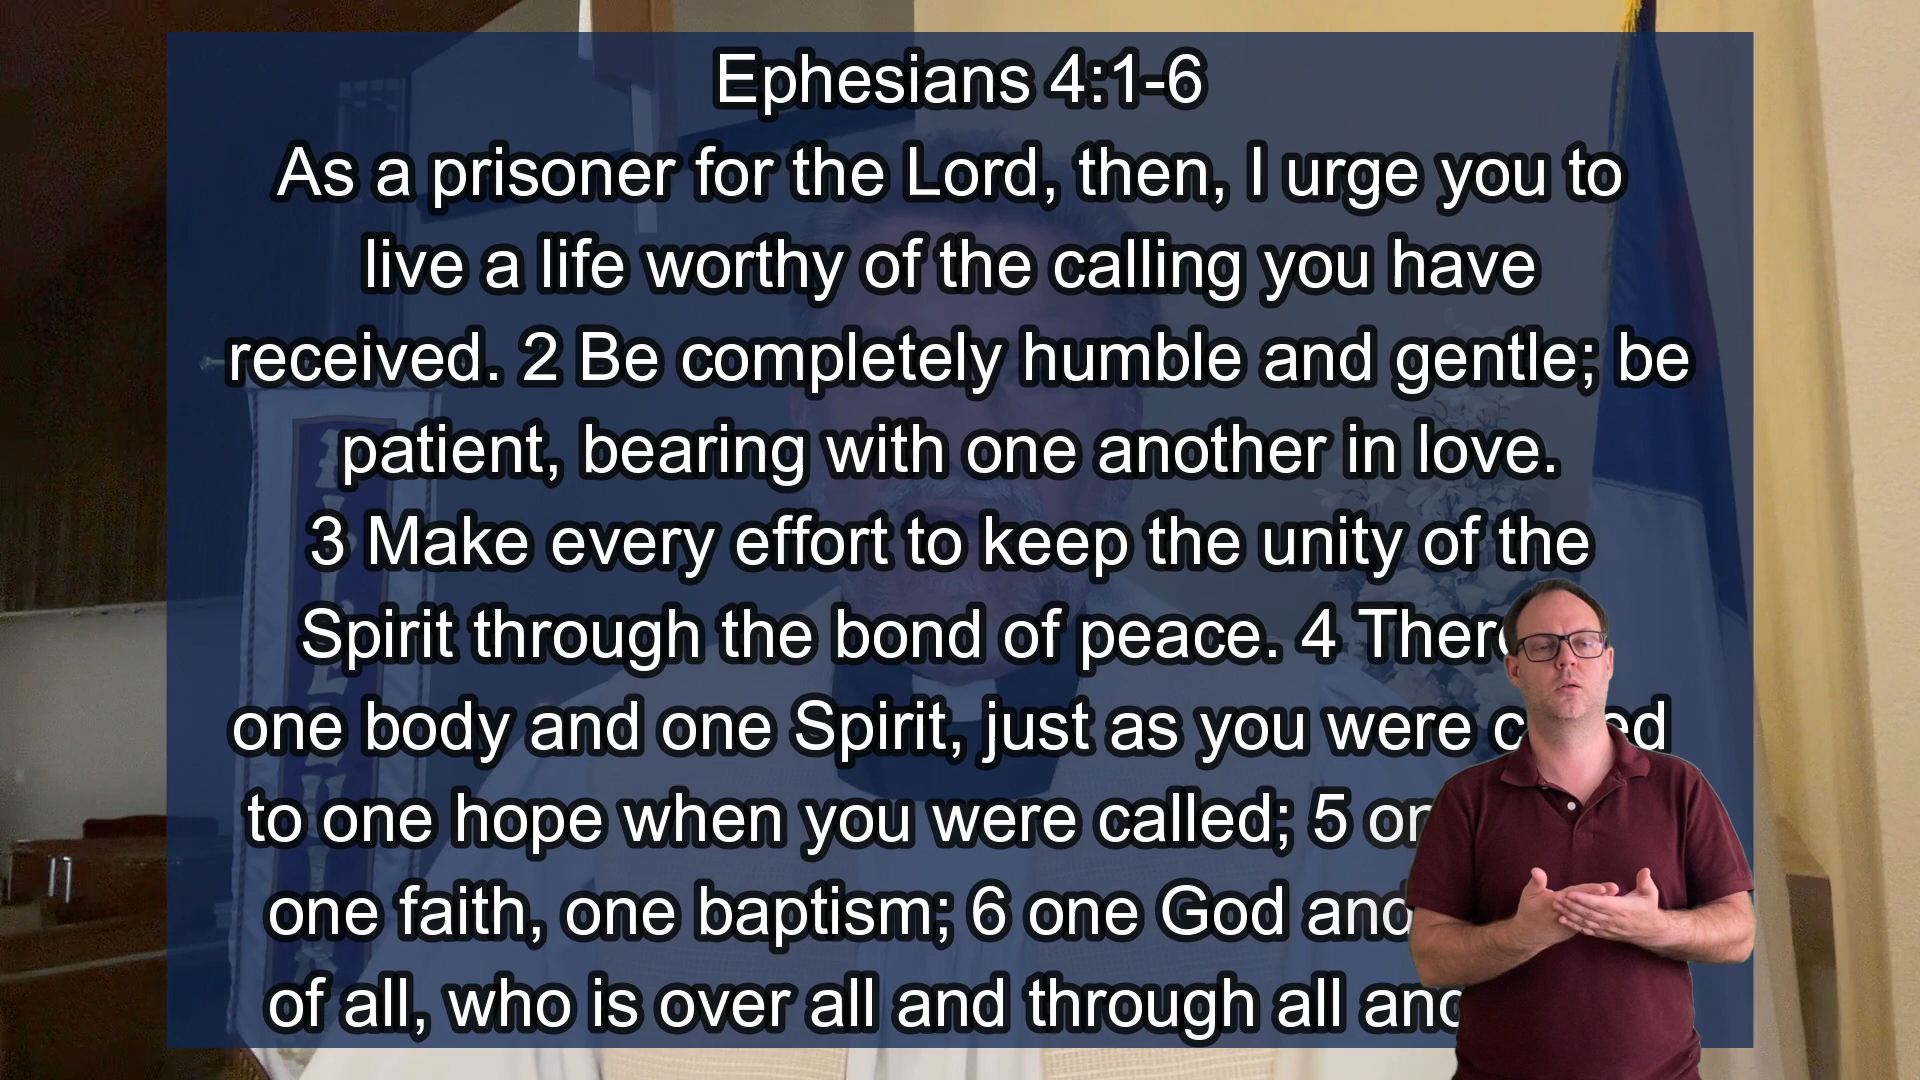 Ephesians 4:1-6
As a prisoner for the Lord, then, I urge you to
live a life worthy of the calling you have
received. 2 Be completely humble and gentle; be
patient, bearing with one another in love.
3 Make every effort to keep the unity of the
Spirit through the bond of peace. 4
one body and one Spirit, just as you were
to one hope when you were called; 5
one faith, one baptism; 6 one God and
of all, who is over all and through all and